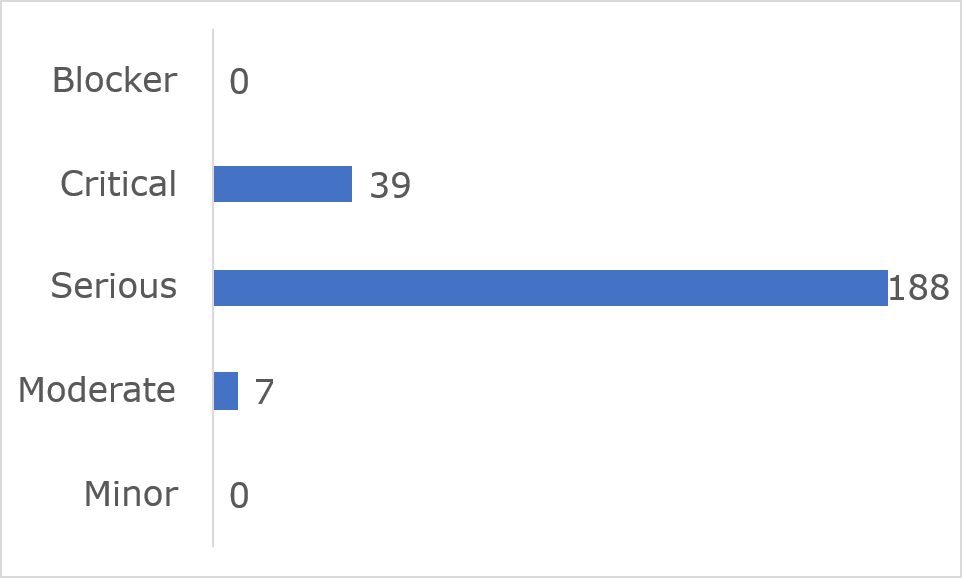 Blocker 0
Critical 39
Serious 188
Moderate 7
Minor 0